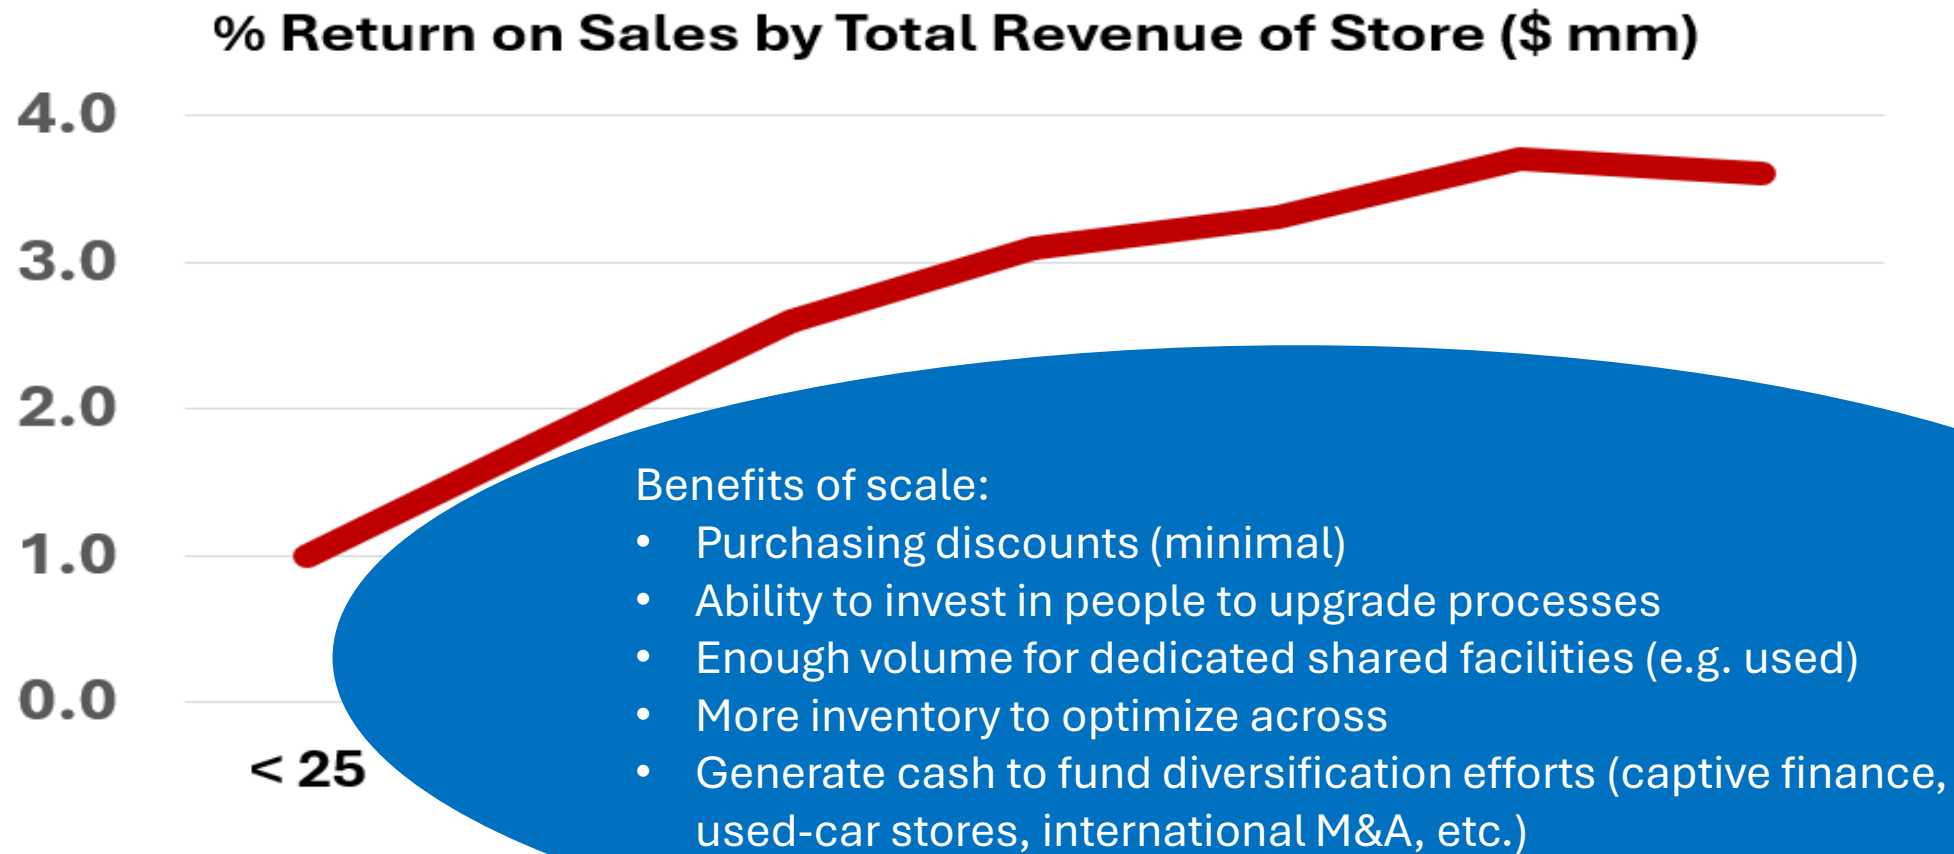 % Return on Sales by Total Revenue of Store ($ mm)
4.0
3.0
2.0
1.0
0.0
< 25
Benefits of scale:
• Purchasing discounts (minimal)
• Ability to invest in people to upgrade processes
• Enough volume for dedicated shared facilities (e.g. used)
• More inventory to optimize across
• Generate cash to fund diversification efforts (captive finance,
used-car stores, international M&A, etc.)